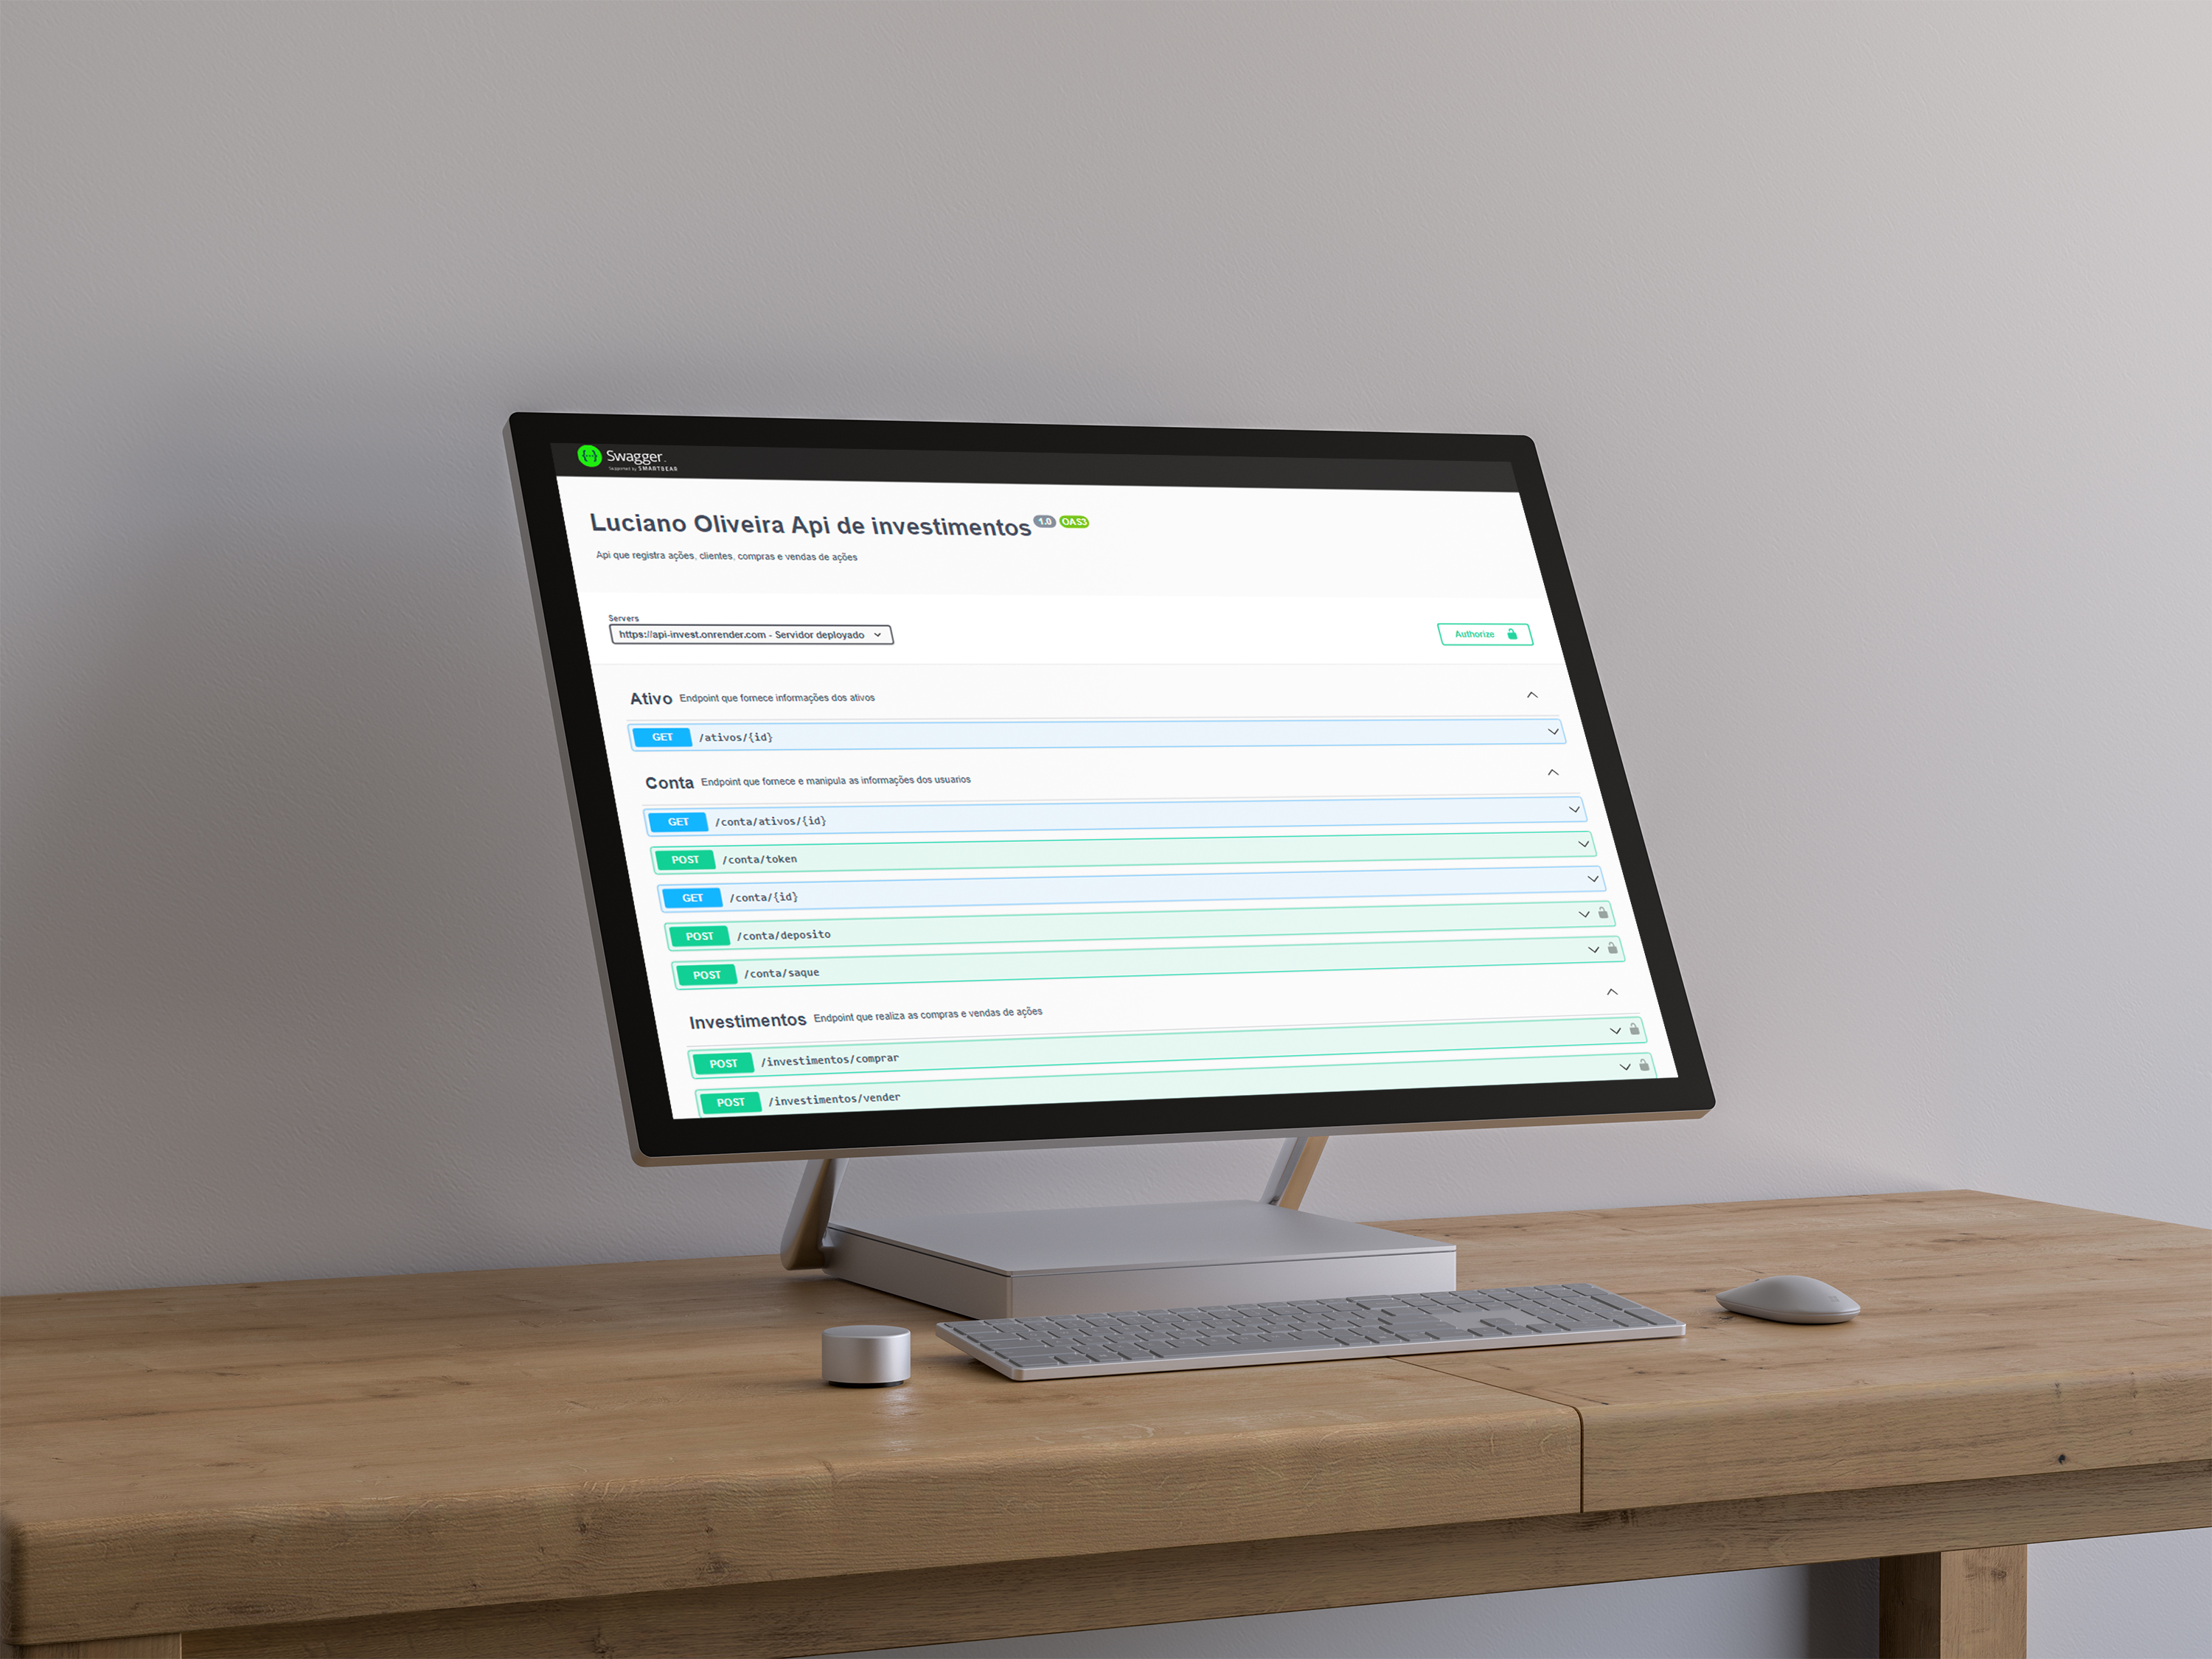 Swagger.
Supported by SMARTBEAR
Luciano Oliveira Api de investimentos 1.0 OAS3
Api que registra ações, clientes, compras e vendas de ações
Servers
https://api-invest.onrender.com - Servidor deployado
Authorize
Ativo Endpoint que fornece informações dos ativos
GET /ativos/{id}
Conta Endpoint que fornece e manipula as informações dos usuarios
GET /conta/ativos/{id}
POST /conta/token
GET /conta/{id}
POST /conta/deposito
POST /conta/saque
Investimentos Endpoint que realiza as compras e vendas de ações
POST /investimentos/comprar
POST /investimentos/vender